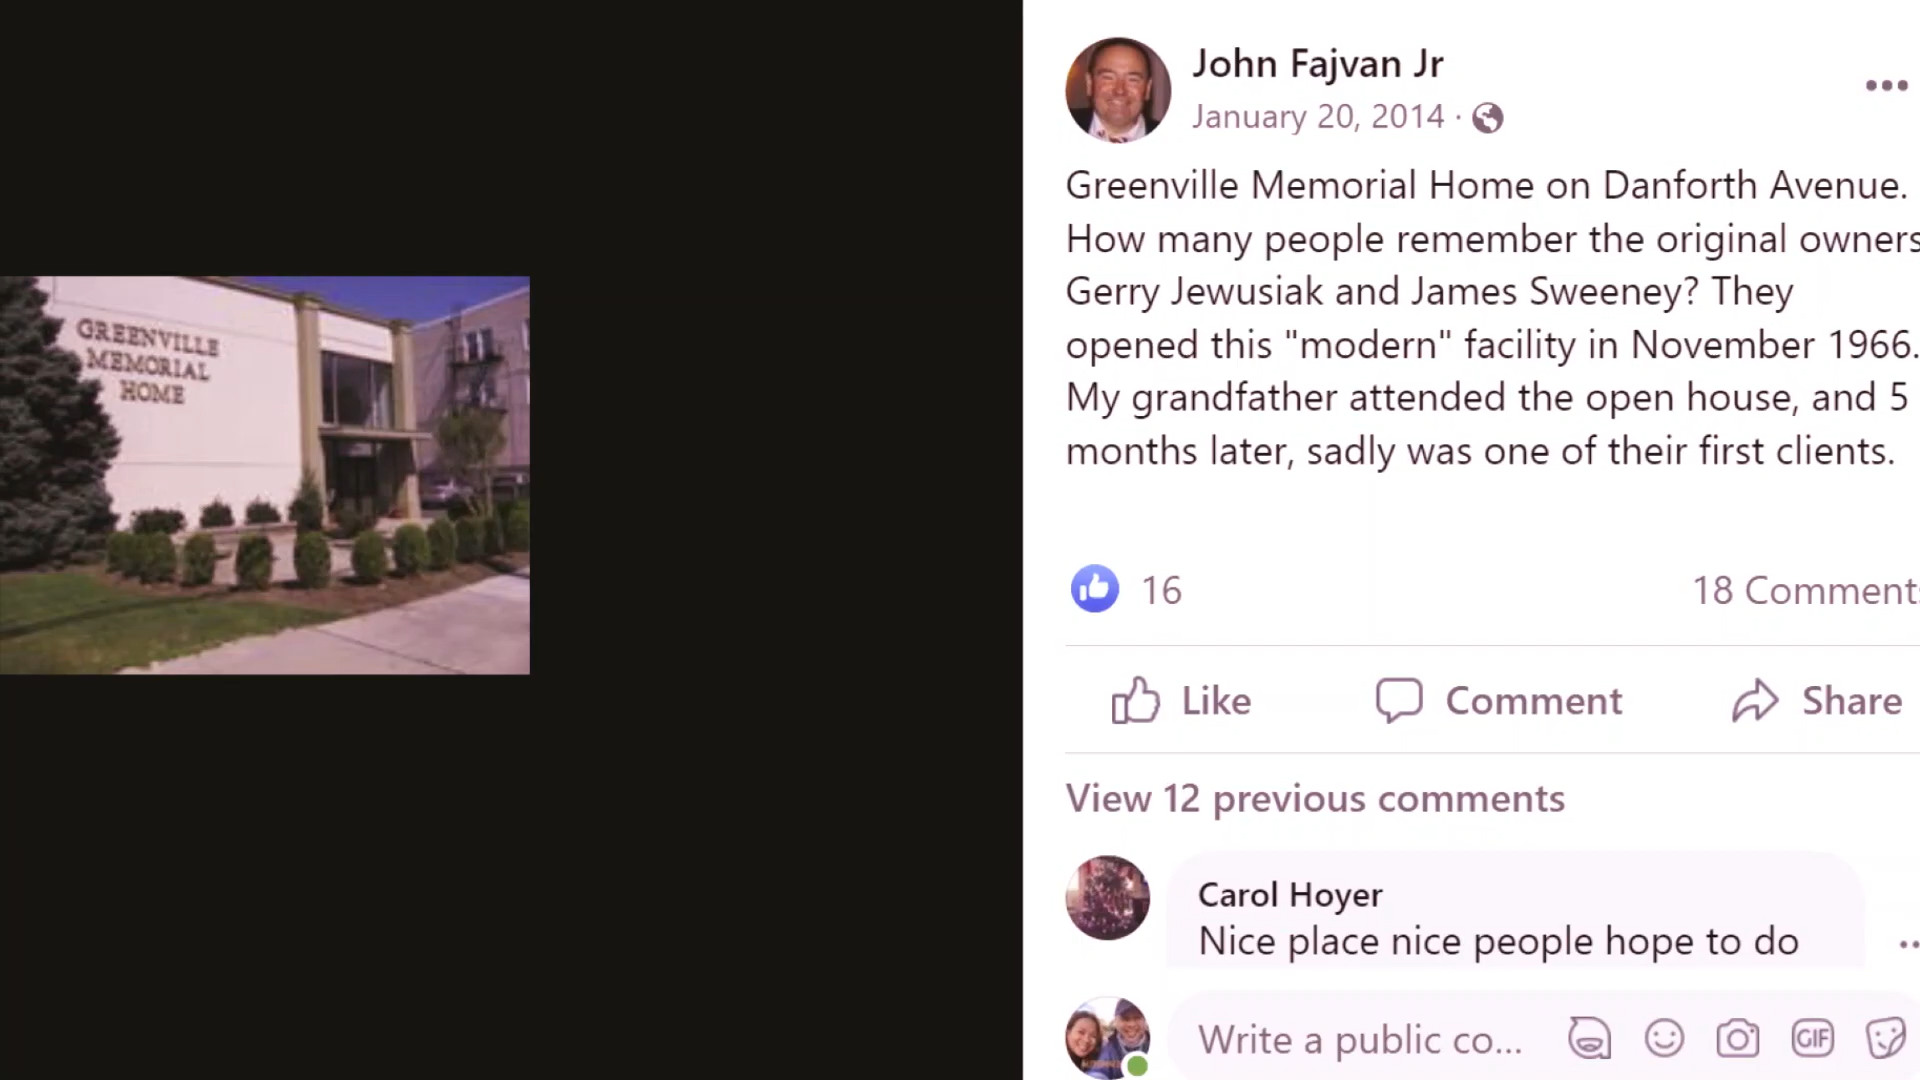 GREENVILLE
MEMORIAL
HOME
John Fajvan Jr
January 20, 2014 ·
Greenville Memorial Home on Danforth Avenue.
How many people remember the original owners
Gerry Jewusiak and James Sweeney? They
opened this "modern" facility in November 1966.
My grandfather attended the open house, and 5
months later, sadly was one of their first clients.
16
18 Comments
Like
Comment
Share
View 12 previous comments
Carol Hoyer
Nice place nice people hope to do
Write a public co...
GIF